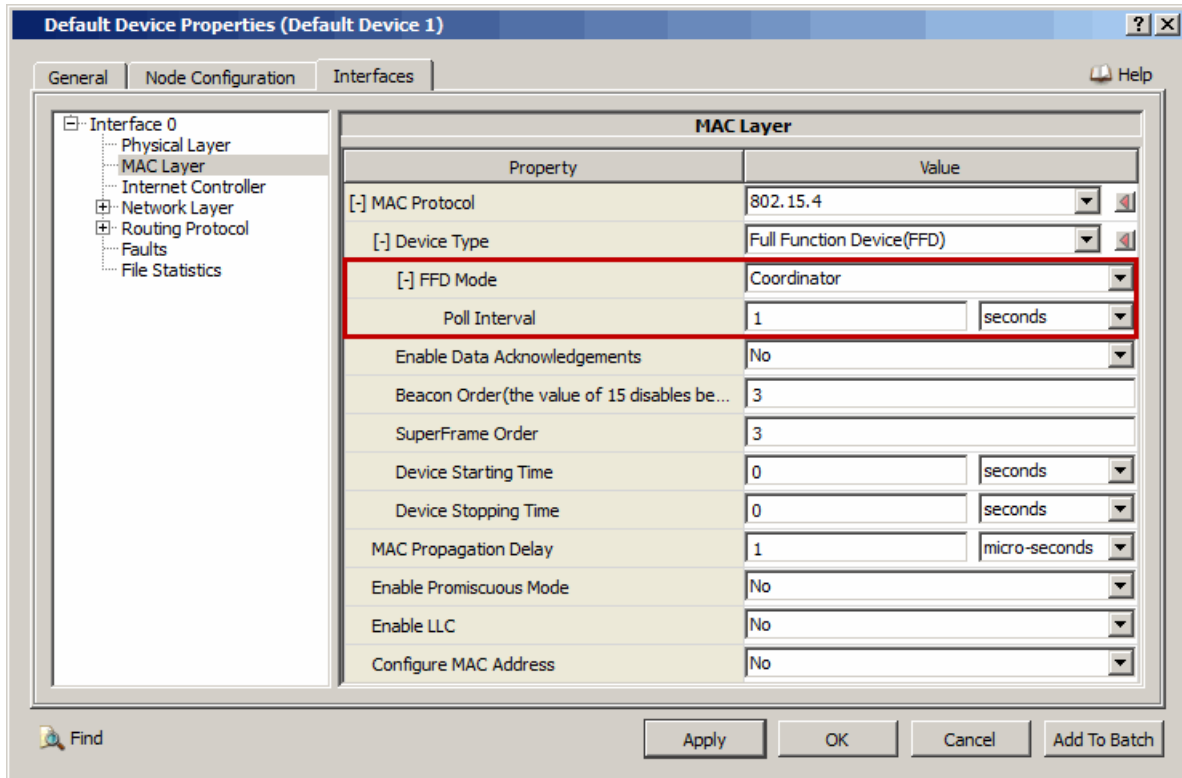 Default Device Properties (Default Device 1)
General Node Configuration Interfaces Help
Interface 0
Physical Layer
MAC Layer
Internet Controller
Network Layer
Routing Protocol
Faults
File Statistics
MAC Layer
Property Value
[-] MAC Protocol 802.15.4
[-] Device Type Full Function Device(FFD)
[-] FFD Mode Coordinator
Poll Interval 1 seconds
Enable Data Acknowledgements No
Beacon Order(the value of 15 disables be... 3
SuperFrame Order 3
Device Starting Time 0 seconds
Device Stopping Time 0 seconds
MAC Propagation Delay 1 micro-seconds
Enable Promiscuous Mode No
Enable LLC No
Configure MAC Address No
Find Apply OK Cancel Add To Batch